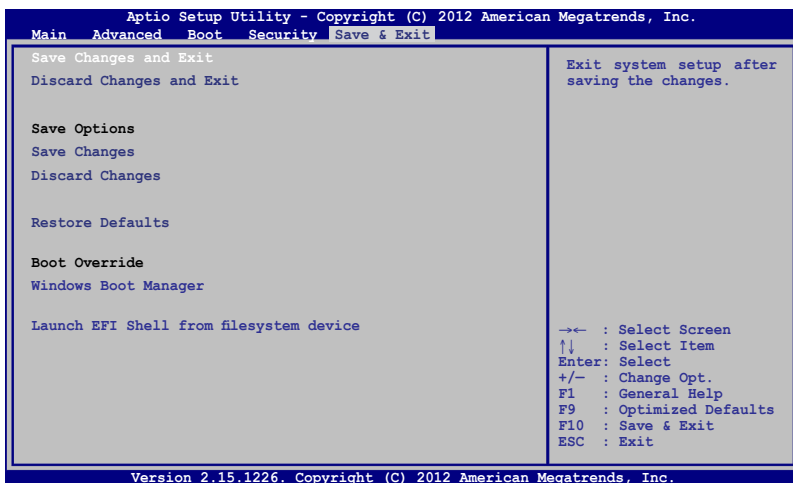 Aptio Setup Utility - Copyright (C) 2012 American Megatrends, Inc.
Main Advanced Boot Security Save & Exit
Save Changes and Exit
Discard Changes and Exit
Save Options
Save Changes
Discard Changes
Restore Defaults
Boot Override
Windows Boot Manager
Launch EFI Shell from filesystem device
Exit system setup after
saving the changes.
→← : Select Screen
↑↓ : Select Item
Enter: Select
+/— : Change Opt.
F1 : General Help
F9 : Optimized Defaults
F10 : Save & Exit
ESC : Exit
Version 2.15.1226. Copyright (C) 2012 American Megatrends, Inc.